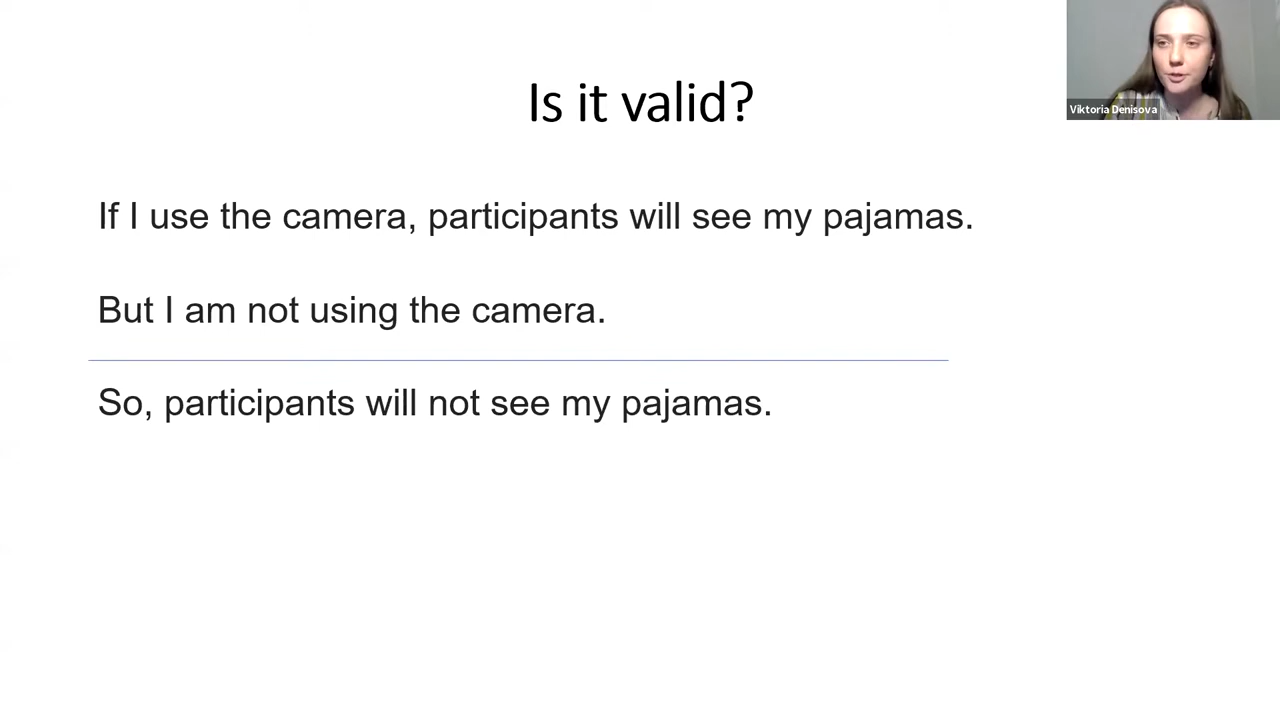 Is it valid?
Viktoria Denisova
If I use the camera, participants will see my pajamas.
But I am not using the camera.
So, participants will not see my pajamas.